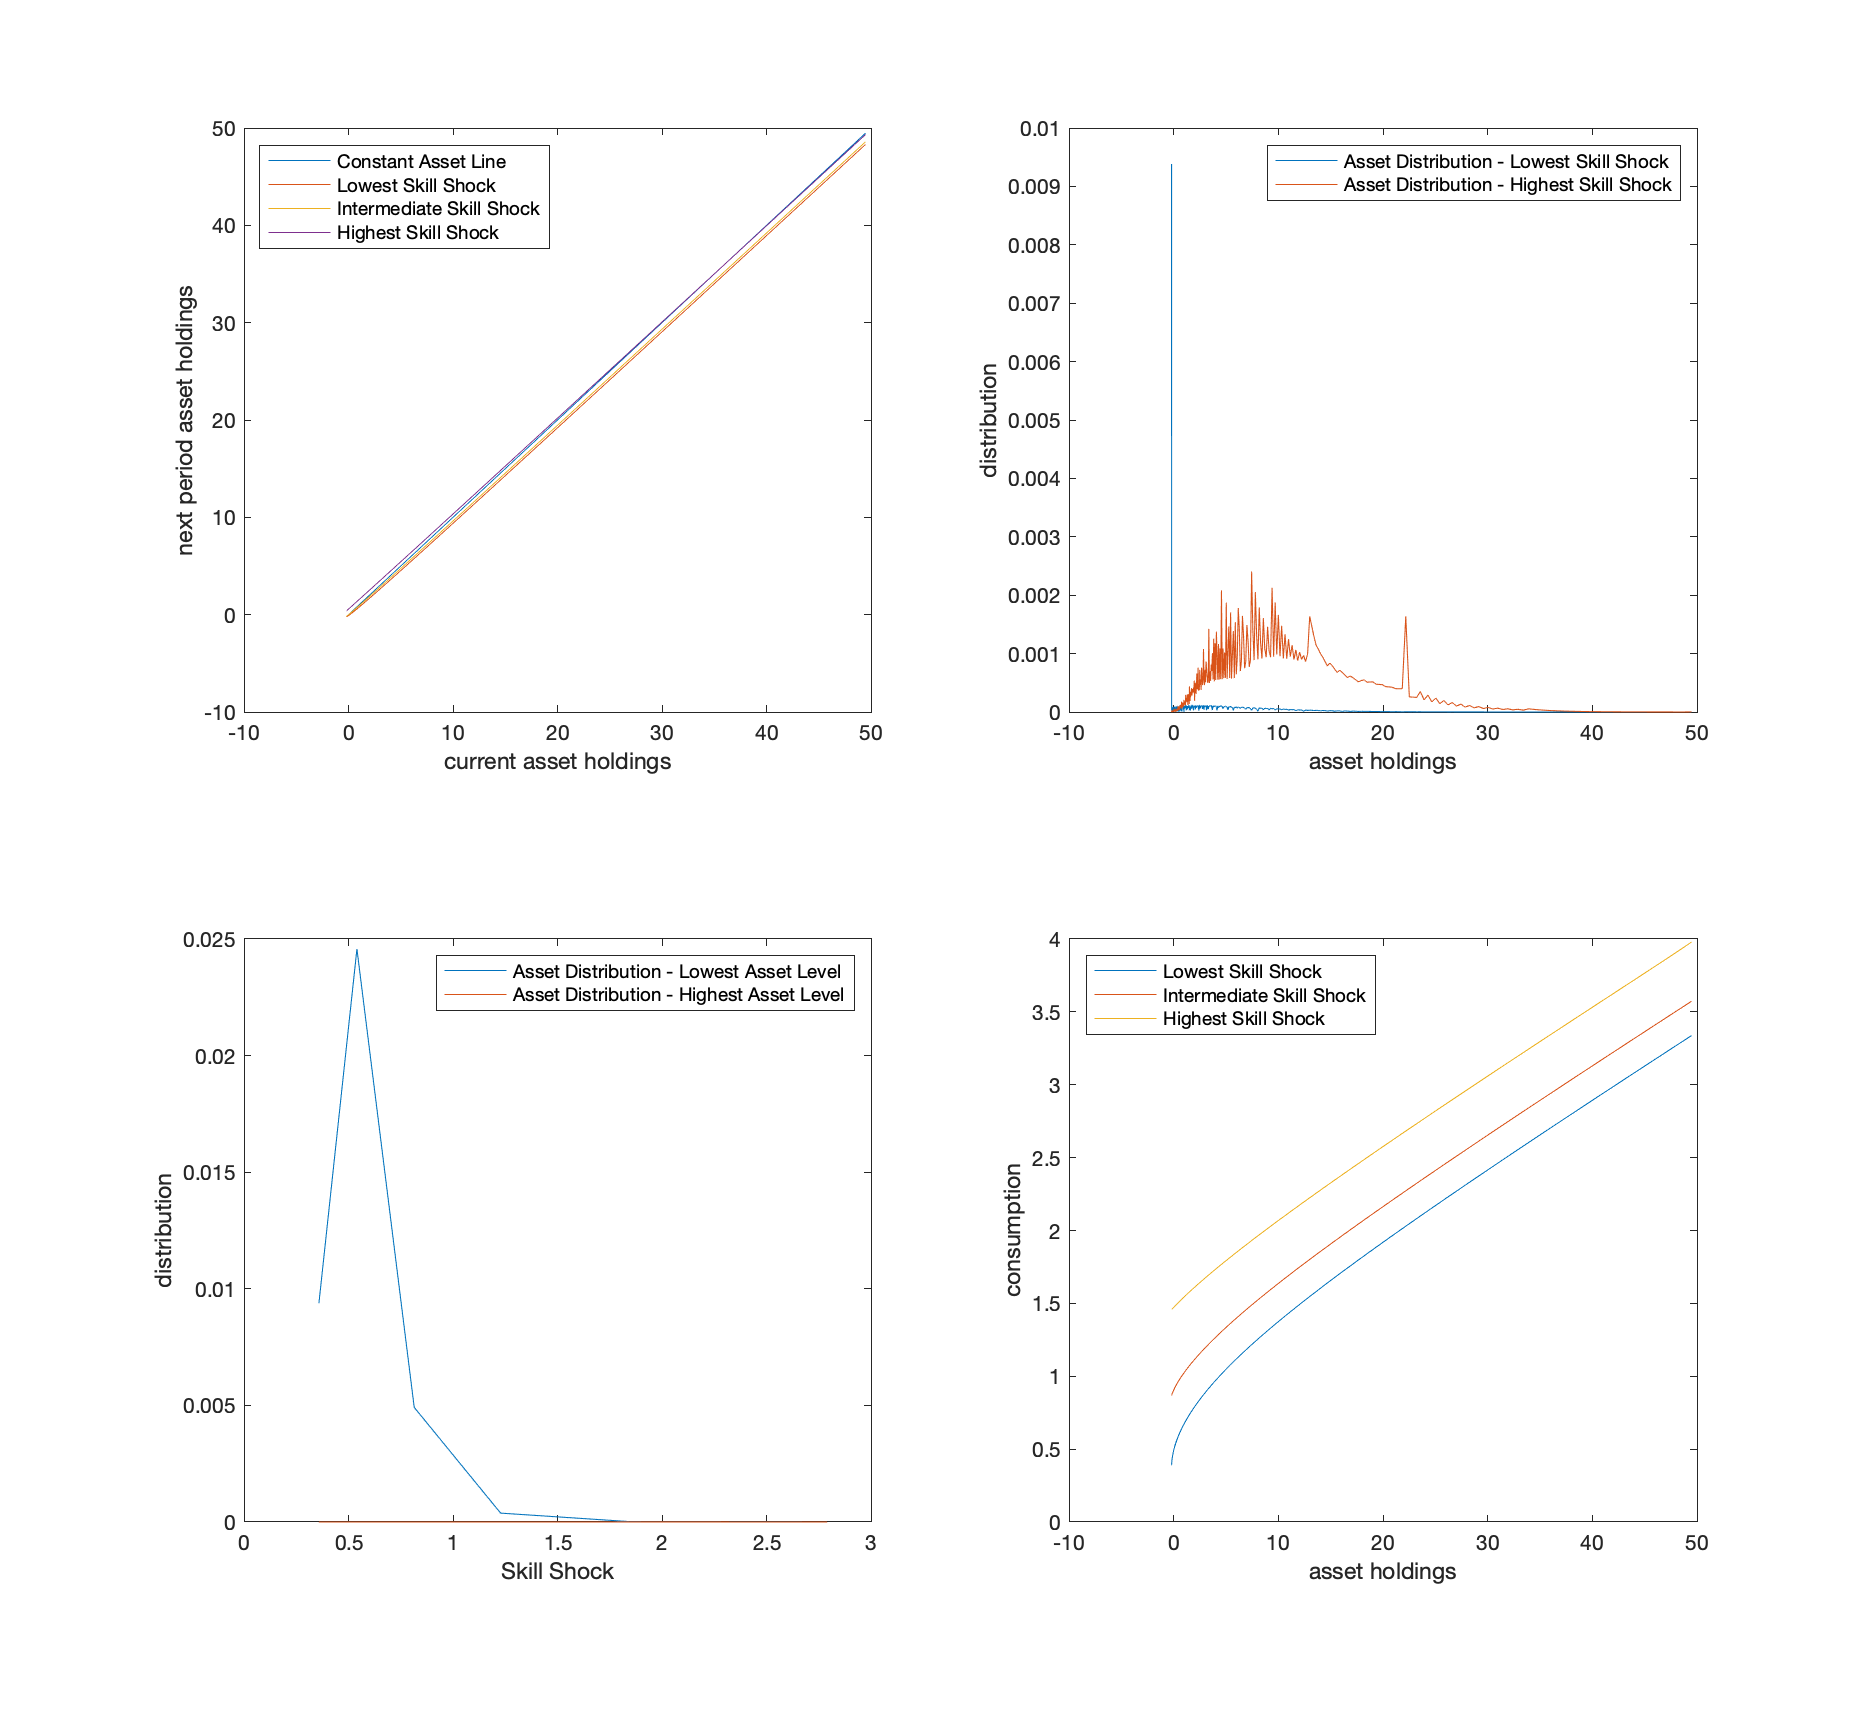 50
40
30
20
10
0
-10
-10 0 10 20 30 40 50
current asset holdings
next period asset holdings
Constant Asset Line
Lowest Skill Shock
Intermediate Skill Shock
Highest Skill Shock
0.01
0.009
0.008
0.007
0.006
0.005
0.004
0.003
0.002
0.001
0
-10 0 10 20 30 40 50
asset holdings
distribution
Asset Distribution - Lowest Skill Shock
Asset Distribution - Highest Skill Shock
0.025
0.02
0.015
0.01
0.005
0
0 0.5 1 1.5 2 2.5 3
Skill Shock
distribution
Asset Distribution - Lowest Asset Level
Asset Distribution - Highest Asset Level
4
3.5
3
2.5
2
1.5
1
0.5
0
-10 0 10 20 30 40 50
asset holdings
consumption
Lowest Skill Shock
Intermediate Skill Shock
Highest Skill Shock